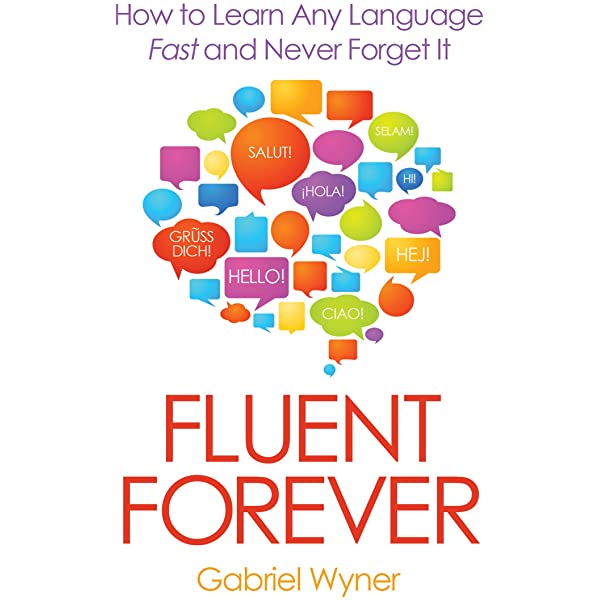 How to Learn Any Language
Fast and Never Forget It
SALUT!
SELAM!
¡HOLA!
HI!
GRŨSS
DICH!
HELLO!
HEJ!
CIAO!
FLUENT
FOREVER
Gabriel Wyner